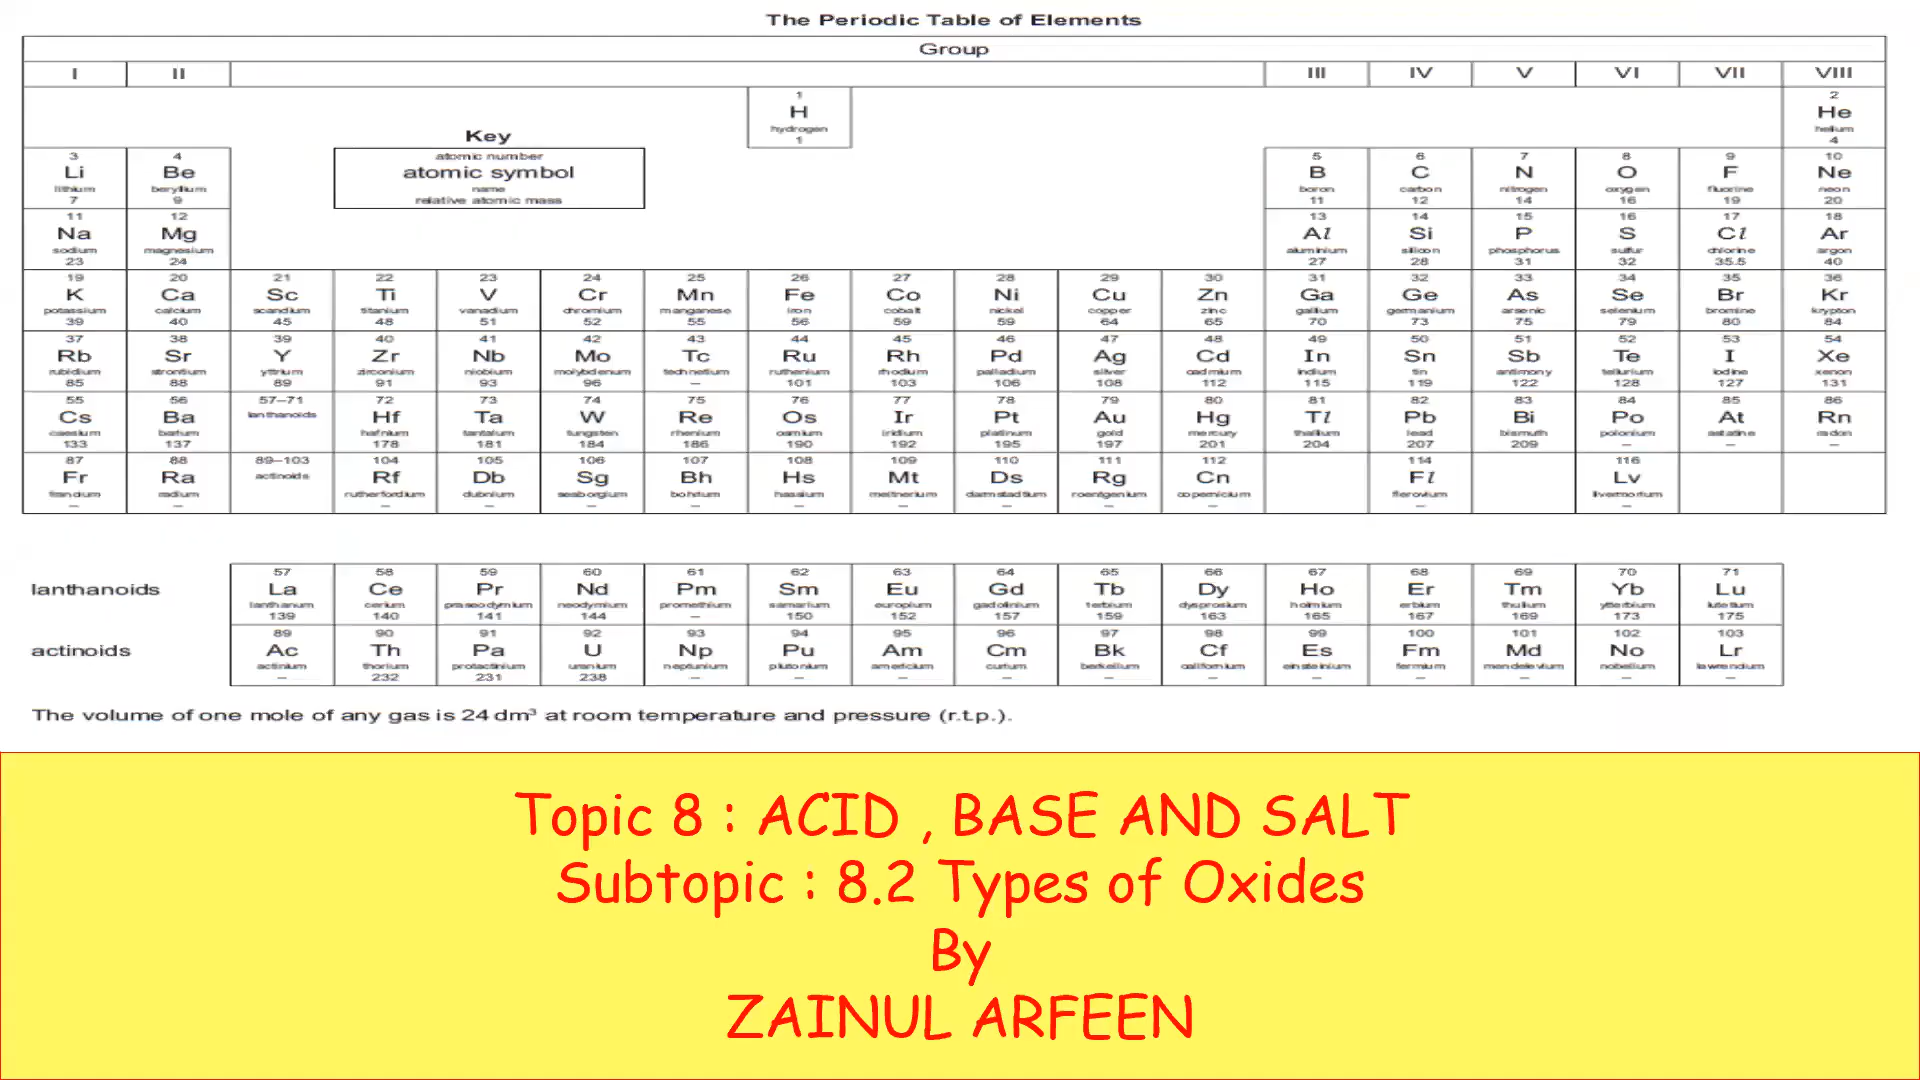 The Periodic Table of Elements
Group
I II III IV V VI VII VIII
1 2
H He
hydrogen helium
1 4
Key
atomic number
atomic symbol
name
relative atomic mass
3 4 5 6 7 8 9 10
Li Be B C N O F Ne
lithium beryllium boron carbon nitrogen oxygen fluorine neon
7 9 11 12 14 16 19 20
11 12 13 14 15 16 17 18
Na Mg Al Si P S Cl Ar
sodium magnesium aluminium silicon phosphorus sulfur chlorine argon
23 24 27 28 31 32 35.5 40
19 20 21 22 23 24 25 26 27 28 29 30 31 32 33 34 35 36
K Ca Sc Ti V Cr Mn Fe Co Ni Cu Zn Ga Ge As Se Br Kr
potassium calcium scandium titanium vanadium chromium manganese iron cobalt nickel copper zinc gallium germanium arsenic selenium bromine krypton
39 40 45 48 51 52 55 56 59 59 64 65 70 73 75 79 80 84
37 38 39 40 41 42 43 44 45 46 47 48 49 50 51 52 53 54
Rb Sr Y Zr Nb Mo Tc Ru Rh Pd Ag Cd In Sn Sb Te I Xe
rubidium strontium yttrium zirconium niobium molybdenum technetium ruthenium rhodium palladium silver cadmium indium tin antimony tellurium iodine xenon
85 88 89 91 93 96 – 101 103 106 108 112 115 119 122 128 127 131
55 56 57–71 72 73 74 75 76 77 78 79 80 81 82 83 84 85 86
Cs Ba lanthanoids Hf Ta W Re Os Ir Pt Au Hg Tl Pb Bi Po At Rn
caesium barium hafnium tantalum tungsten rhenium osmium iridium platinum gold mercury thallium lead bismuth polonium astatine radon
133 137 178 181 184 186 190 192 195 197 201 204 207 209 – – –
87 88 89–103 104 105 106 107 108 109 110 111 112 114 116
Fr Ra actinoids Rf Db Sg Bh Hs Mt Ds Rg Cn Fl Lv
francium radium rutherfordium dubnium seaborgium bohrium hassium meitnerium darmstadtium roentgenium copernicium flerovium livermorium
– – – – – – – – – – – – –
57 58 59 60 61 62 63 64 65 66 67 68 69 70 71
lanthanoids La Ce Pr Nd Pm Sm Eu Gd Tb Dy Ho Er Tm Yb Lu
lanthanum cerium praseodymium neodymium promethium samarium europium gadolinium terbium dysprosium holmium erbium thulium ytterbium lutetium
139 140 141 144 – 150 152 157 159 163 165 167 169 173 175
89 90 91 92 93 94 95 96 97 98 99 100 101 102 103
actinoids Ac Th Pa U Np Pu Am Cm Bk Cf Es Fm Md No Lr
actinium thorium protactinium uranium neptunium plutonium americium curium berkelium californium einsteinium fermium mendelevium nobelium lawrencium
– 232 231 238 – – – – – – – – – – –
The volume of one mole of any gas is 24 dm³ at room temperature and pressure (r.t.p.).
Topic 8 : ACID , BASE AND SALT
Subtopic : 8.2 Types of Oxides
By
ZAINUL ARFEEN